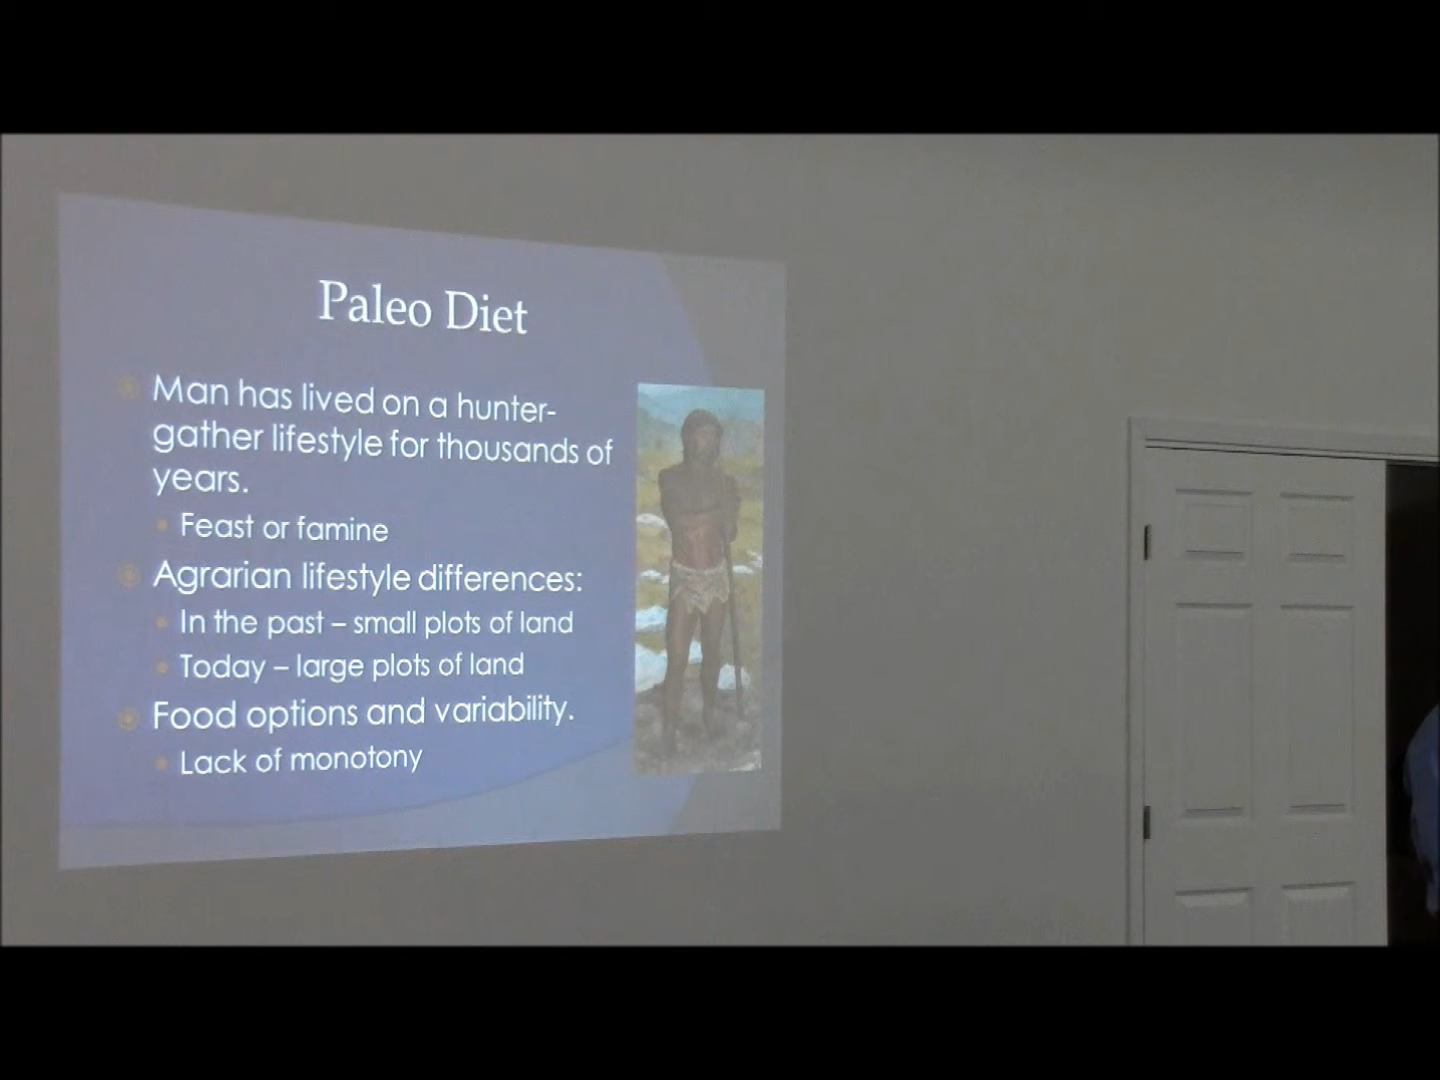 Paleo Diet
Man has lived on a hunter-
gather lifestyle for thousands of
years.
Feast or famine
Agrarian lifestyle differences:
In the past – small plots of land
Today – large plots of land
Food options and variability.
Lack of monotony